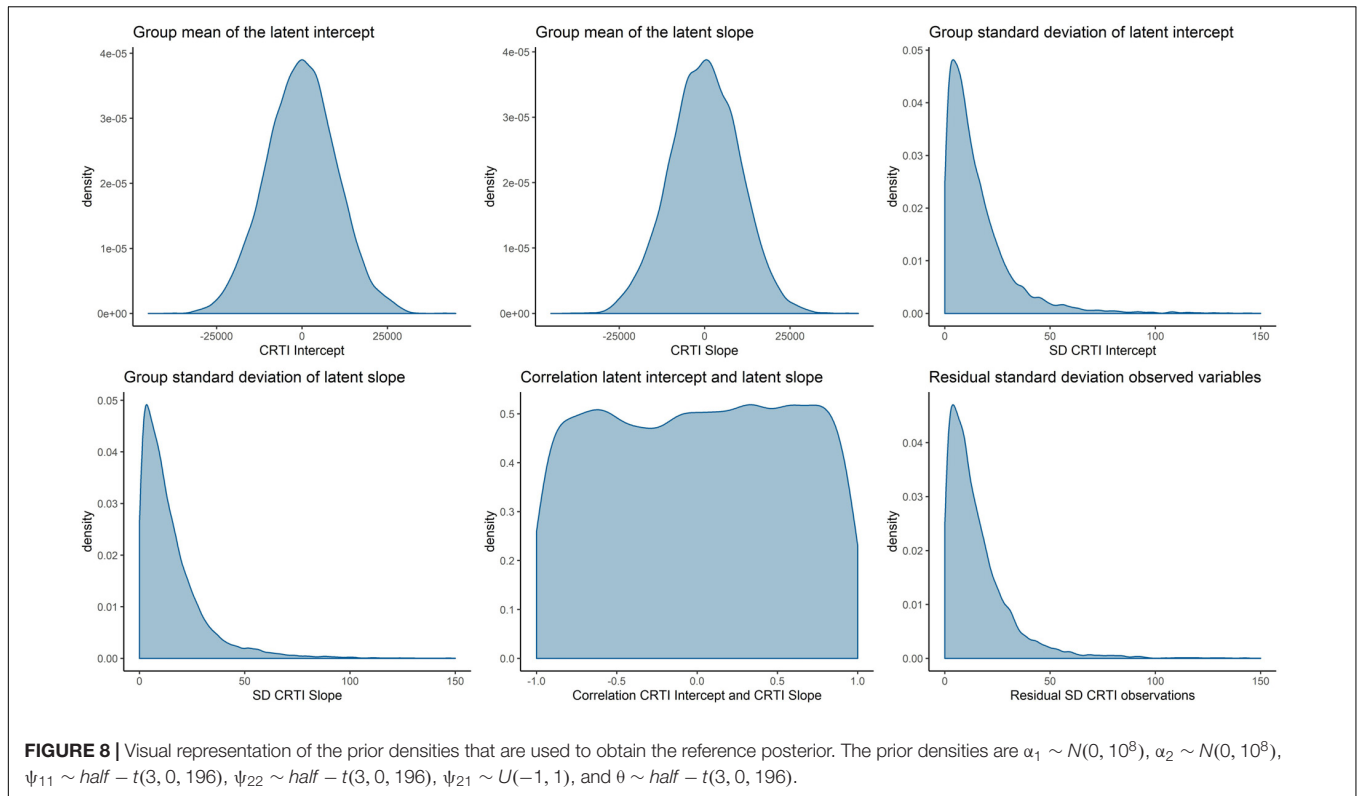 Group mean of the latent intercept
4e-05
3e-05
2e-05
1e-05
0e+00
density
-25000 0 25000
CRTI Intercept
Group mean of the latent slope
4e-05
3e-05
2e-05
1e-05
0e+00
density
-25000 0 25000
CRTI Slope
Group standard deviation of latent intercept
0.05
0.04
0.03
0.02
0.01
0.00
density
0 50 100 150
SD CRTI Intercept
Group standard deviation of latent slope
0.05
0.04
0.03
0.02
0.01
0.00
density
0 50 100 150
SD CRTI Slope
Correlation latent intercept and latent slope
0.5
0.4
0.3
0.2
0.1
0.0
density
-1.0 -0.5 0.0 0.5 1.0
Correlation CRTI Intercept and CRTI Slope
Residual standard deviation observed variables
0.04
0.03
0.02
0.01
0.00
density
0 50 100 150
Residual SD CRTI observations
FIGURE 8 | Visual representation of the prior densities that are used to obtain the reference posterior. The prior densities are α₁ ∼ N(0, 10⁸), α₂ ∼ N(0, 10⁸),
ψ₁₁ ∼ half − t(3, 0, 196), ψ₂₂ ∼ half − t(3, 0, 196), ψ₂₁ ∼ U(−1, 1), and θ ∼ half − t(3, 0, 196).